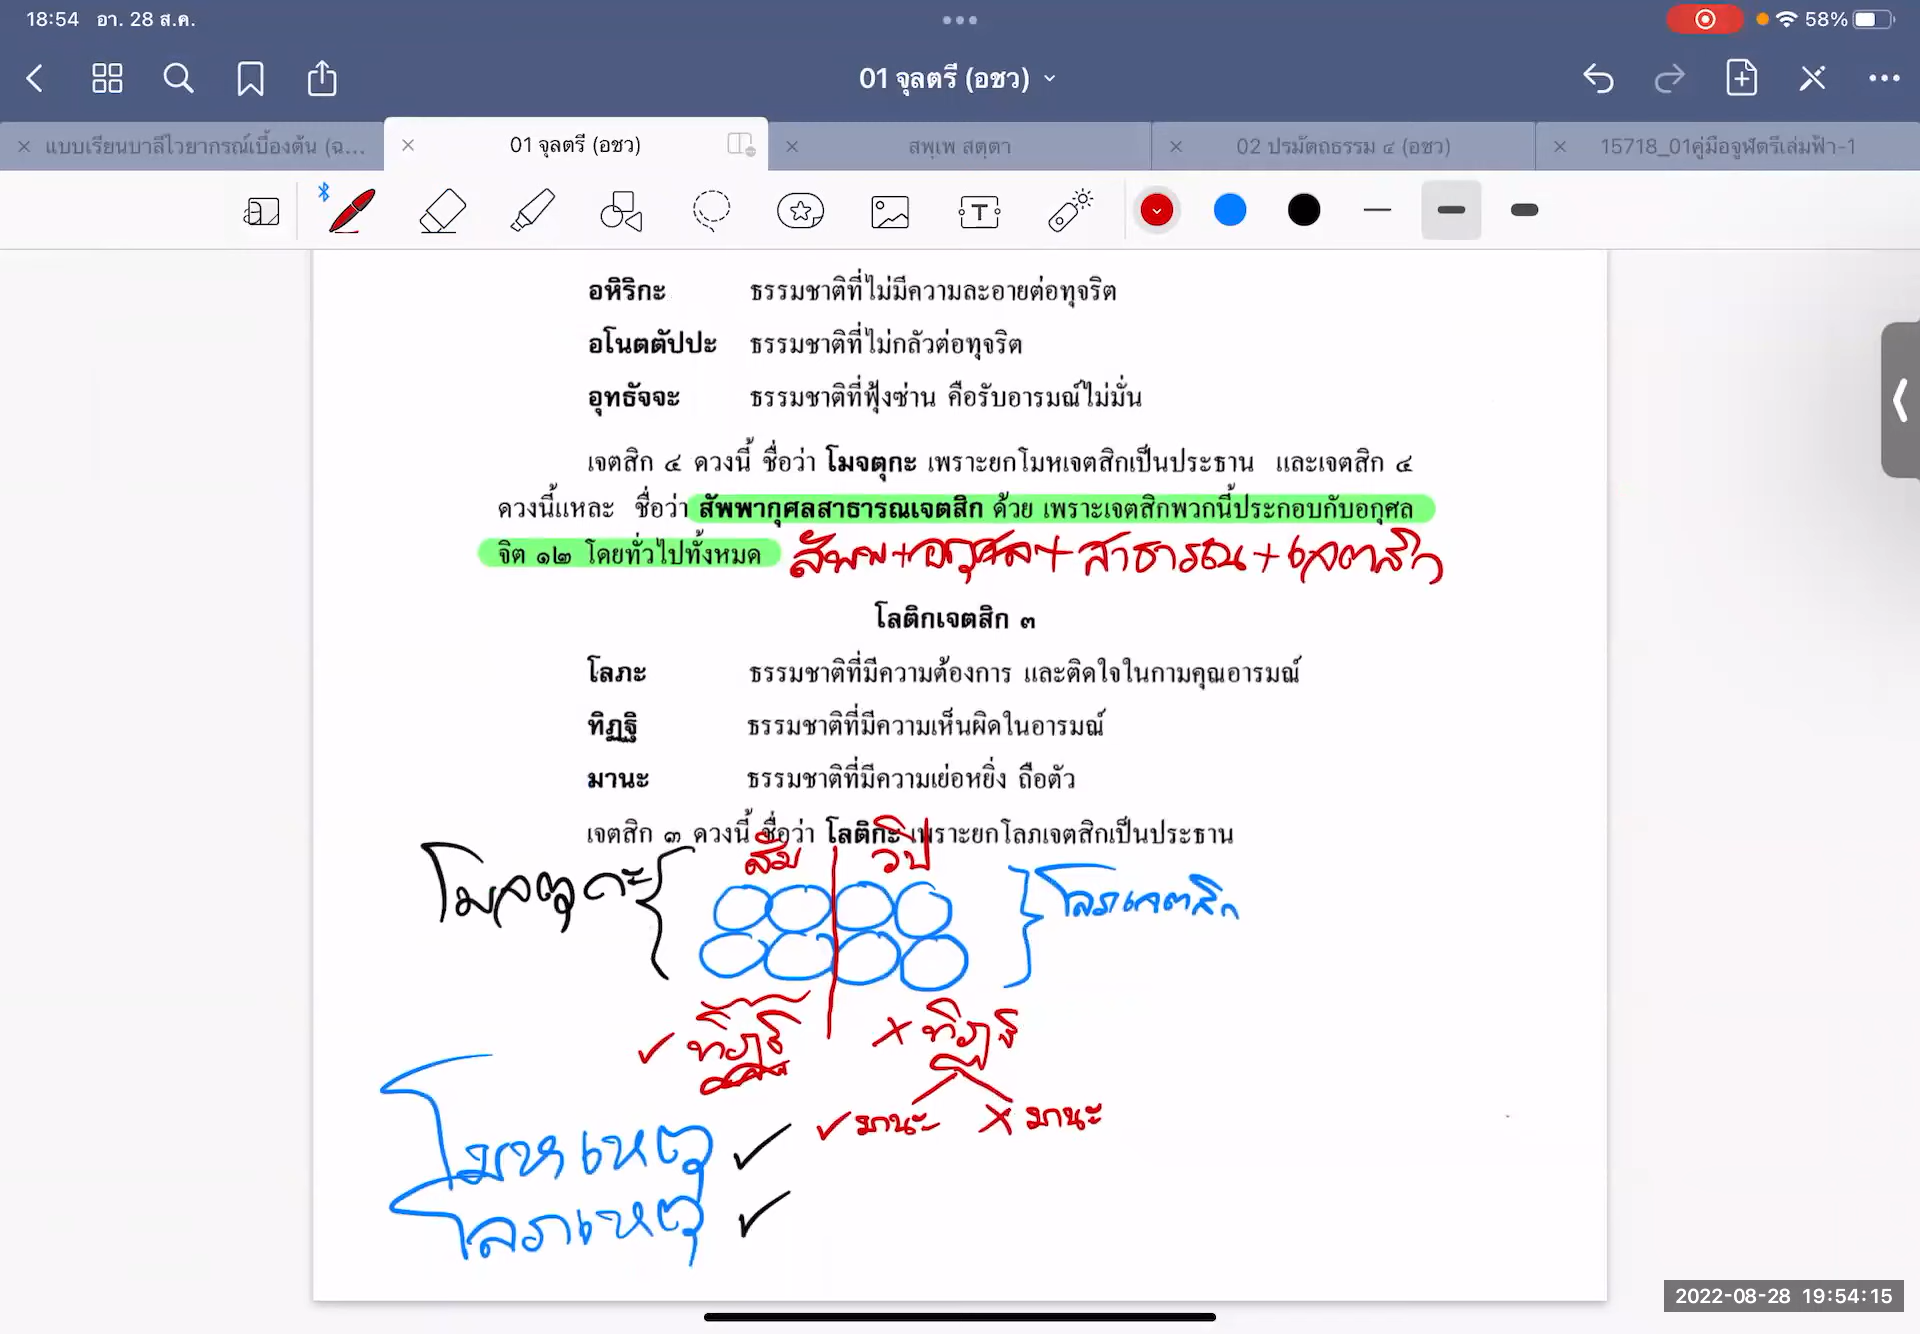 18:54 อา. 28 ส.ค.
58%
01 จุลตรี (อชว)
แบบเรียนบาลีไวยากรณ์เบื้องต้น (ฉ...
01 จุลตรี (อชว)
สพฺเพ สตฺตา
02 ปรมัตถธรรม ๔ (อชว)
15718_01คู่มือจูฬตรีเล่มฟ้า-1
อหิริกะ ธรรมชาติที่ไม่มีความละอายต่อทุจริต
อโนตตัปปะ ธรรมชาติที่ไม่กลัวต่อทุจริต
อุทธัจจะ ธรรมชาติที่ฟุ้งซ่าน คือรับอารมณ์ไม่มั่น
เจตสิก ๔ ดวงนี้ ชื่อว่า โมจตุกะ เพราะยกโมหเจตสิกเป็นประธาน และเจตสิก ๔
ดวงนี้แหละ ชื่อว่า สัพพากุศลสาธารณเจตสิก ด้วย เพราะเจตสิกพวกนี้ประกอบกับอกุศล
จิต ๑๒ โดยทั่วไปทั้งหมด สัพพ+อกุศล+สาธารณ+เจตสิก
โลติกเจตสิก ๓
โลภะ ธรรมชาติที่มีความต้องการ และติดใจในกามคุณอารมณ์
ทิฏฐิ ธรรมชาติที่มีความเห็นผิดในอารมณ์
มานะ ธรรมชาติที่มีความเย่อหยิ่ง ถือตัว
เจตสิก ๓ ดวงนี้ ชื่อว่า โลติกะ เพราะยกโลภเจตสิกเป็นประธาน
สัม วิป
โมจตุกะ โลภเจตสิก
✓ ทิฏฐิ ✗ ทิฏฐิ
✓ มานะ ✗ มานะ
โมหเหตุ ✓
โลภเหตุ ✓
2022-08-28 19:54:15